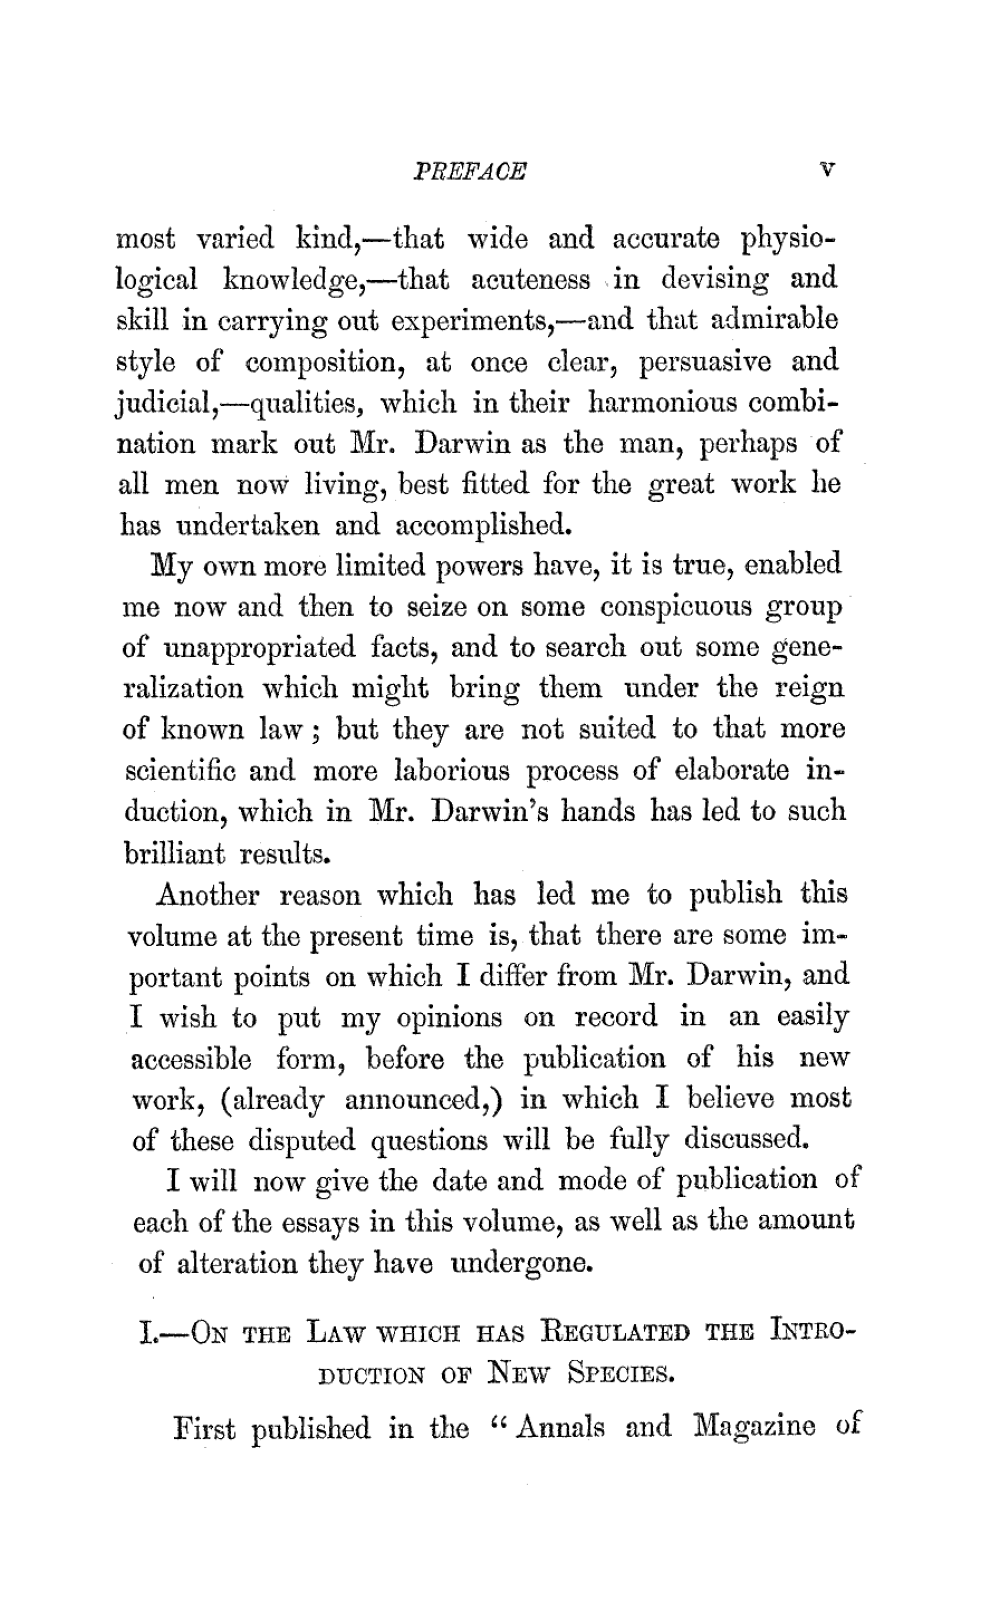 PREFACE V
most varied kind,—that wide and accurate physio-
logical knowledge,—that acuteness in devising and
skill in carrying out experiments,—and that admirable
style of composition, at once clear, persuasive and
judicial,—qualities, which in their harmonious combi-
nation mark out Mr. Darwin as the man, perhaps of
all men now living, best fitted for the great work he
has undertaken and accomplished.
My own more limited powers have, it is true, enabled
me now and then to seize on some conspicuous group
of unappropriated facts, and to search out some gene-
ralization which might bring them under the reign
of known law ; but they are not suited to that more
scientific and more laborious process of elaborate in-
duction, which in Mr. Darwin's hands has led to such
brilliant results.
Another reason which has led me to publish this
volume at the present time is, that there are some im-
portant points on which I differ from Mr. Darwin, and
I wish to put my opinions on record in an easily
accessible form, before the publication of his new
work, (already announced,) in which I believe most
of these disputed questions will be fully discussed.
I will now give the date and mode of publication of
each of the essays in this volume, as well as the amount
of alteration they have undergone.
I.—ON THE LAW WHICH HAS REGULATED THE INTRO-
DUCTION OF NEW SPECIES.
First published in the “ Annals and Magazine of